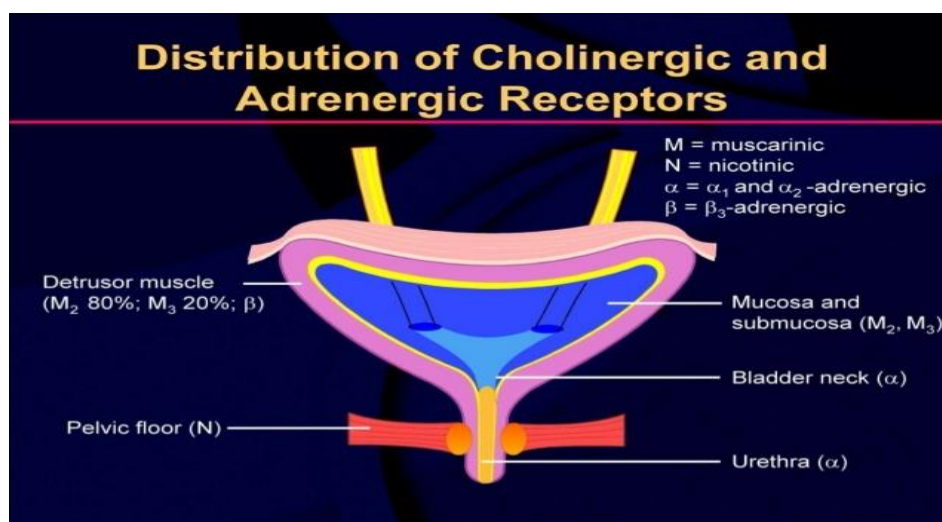 Distribution of Cholinergic and
Adrenergic Receptors
M = muscarinic
N = nicotinic
α = α₁ and α₂ -adrenergic
β = β₃-adrenergic
Detrusor muscle
(M₂ 80%; M₃ 20%; β)
Mucosa and
submucosa (M₂, M₃)
Bladder neck (α)
Pelvic floor (N)
Urethra (α)